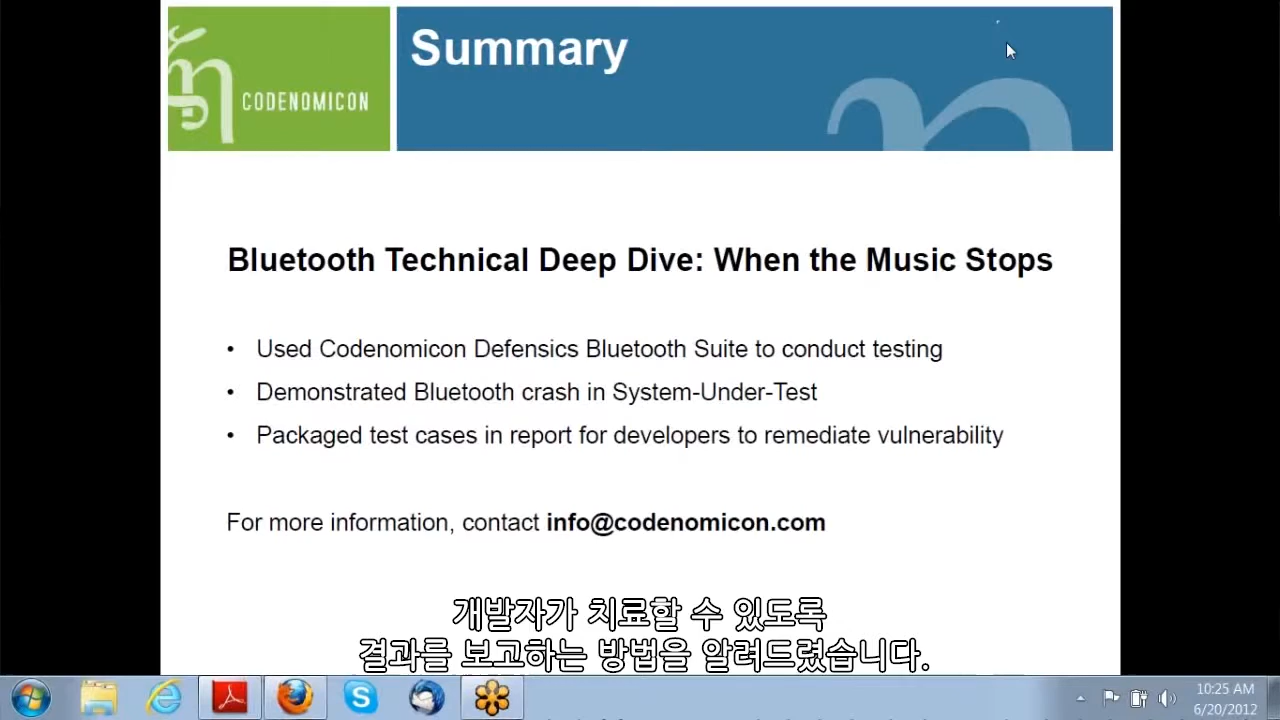 CODENOMICON
Summary
Bluetooth Technical Deep Dive: When the Music Stops
• Used Codenomicon Defensics Bluetooth Suite to conduct testing
• Demonstrated Bluetooth crash in System-Under-Test
• Packaged test cases in report for developers to remediate vulnerability
For more information, contact info@codenomicon.com
개발자가 치료할 수 있도록
결과를 보고하는 방법을 알려드렸습니다.
10:25 AM
6/20/2012